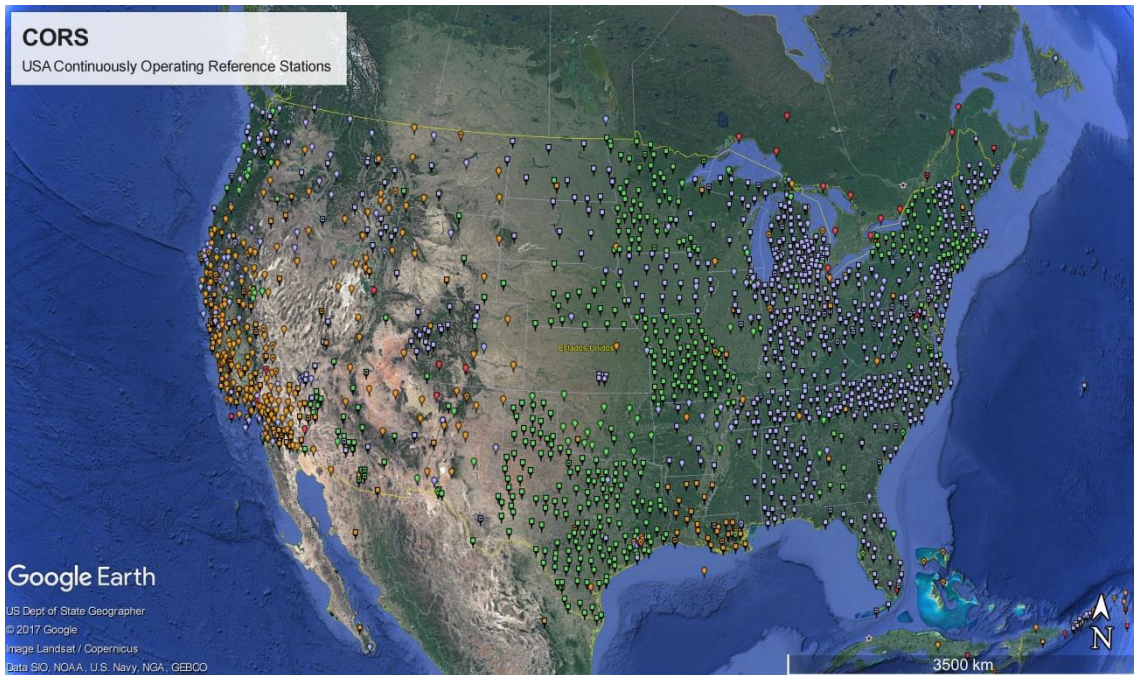 CORS
USA Continuously Operating Reference Stations
Estados Unidos
Google Earth
US Dept of State Geographer
© 2017 Google
Image Landsat / Copernicus
Data SIO, NOAA, U.S. Navy, NGA, GEBCO
N
3500 km